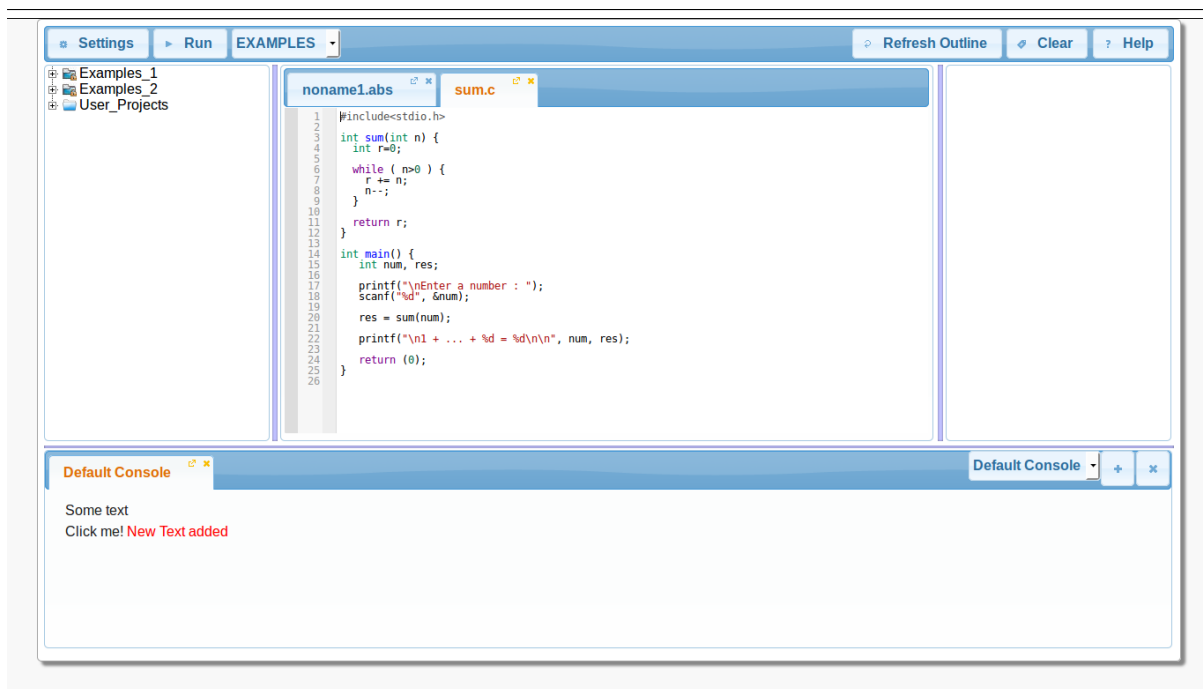 Settings Run EXAMPLES Refresh Outline Clear ? Help
Examples_1
Examples_2
User_Projects
noname1.abs sum.c
1 #include<stdio.h>
2
3 int sum(int n) {
4   int r=0;
5
6   while ( n>0 ) {
7     r += n;
8     n--;
9   }
10
11   return r;
12 }
13
14 int main() {
15    int num, res;
16
17    printf("\nEnter a number : ");
18    scanf("%d", &num);
19
20    res = sum(num);
21
22    printf("\n1 + ... + %d = %d\n\n", num, res);
23
24    return (0);
25 }
26
Default Console Default Console
Some text
Click me! New Text added